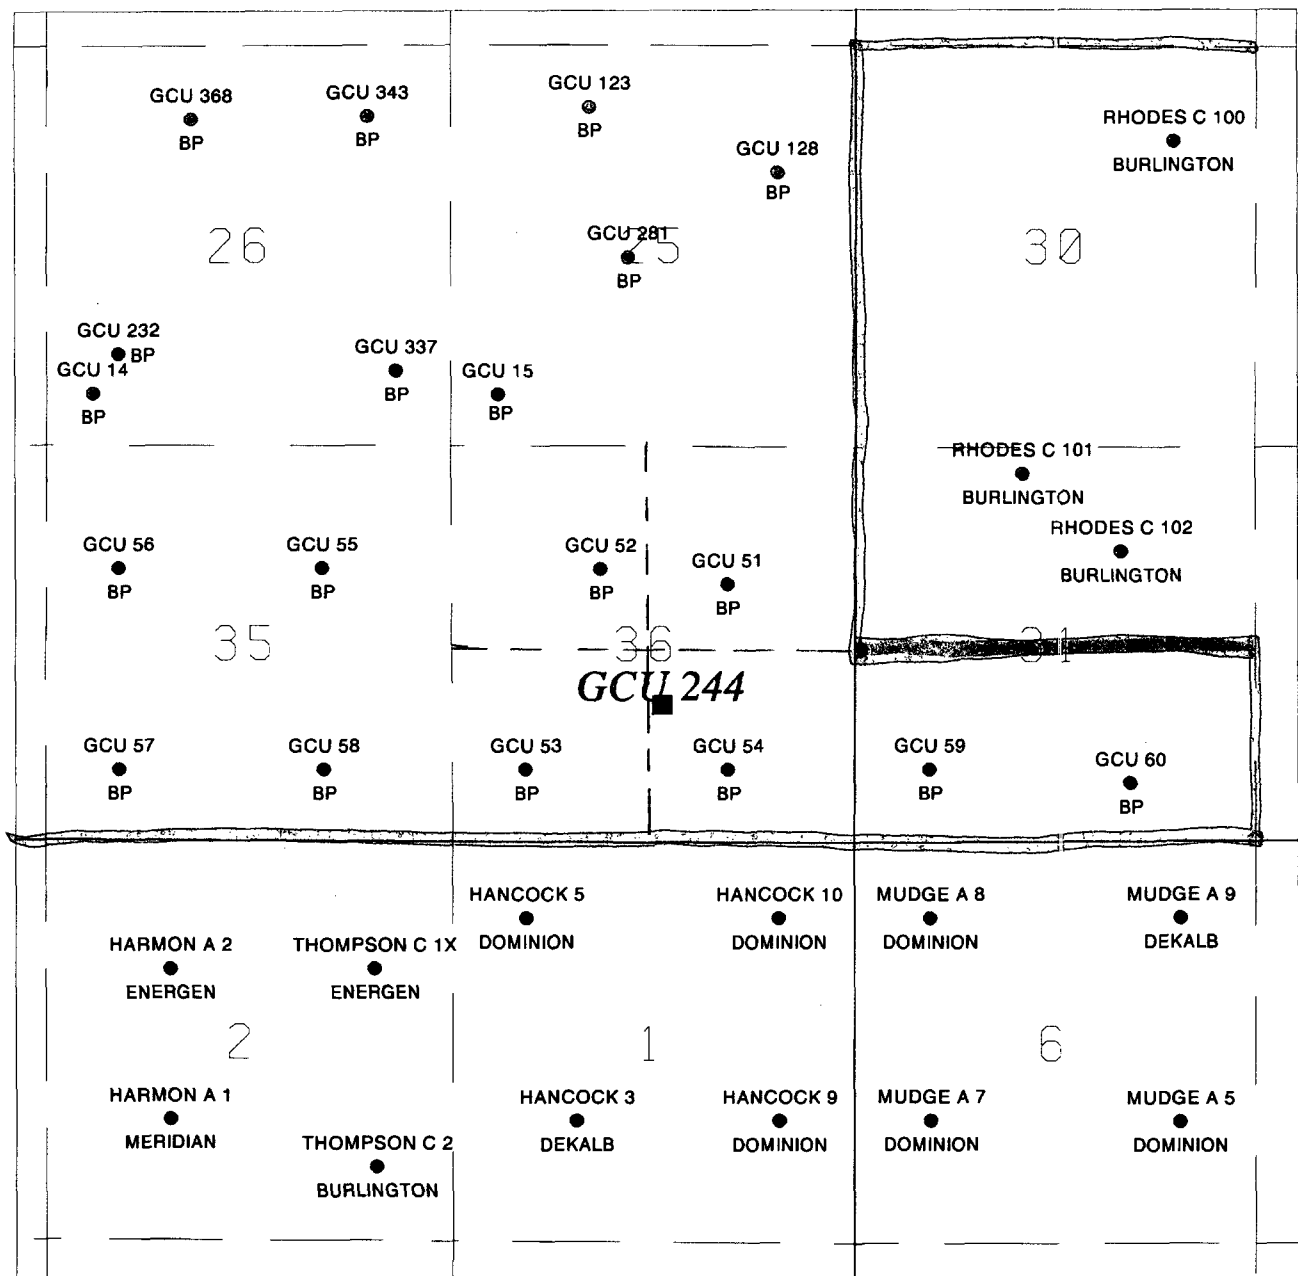 GCU 123
GCU 368
GCU 343
BP
BP
BP
RHODES C 100
BURLINGTON
GCU 128
BP
26
GCU 281
25
BP
30
GCU 232
BP
GCU 14
BP
GCU 337
BP
GCU 15
BP
RHODES C 101
BURLINGTON
RHODES C 102
BURLINGTON
GCU 56
BP
GCU 55
BP
GCU 52
BP
GCU 51
BP
35
36
31
GCU 244
GCU 57
BP
GCU 58
BP
GCU 53
BP
GCU 54
BP
GCU 59
BP
GCU 60
BP
HANCOCK 5
DOMINION
HANCOCK 10
DOMINION
MUDGE A 8
DOMINION
MUDGE A 9
DEKALB
HARMON A 2
ENERGEN
THOMPSON C 1X
ENERGEN
2
1
6
HARMON A 1
MERIDIAN
THOMPSON C 2
BURLINGTON
HANCOCK 3
DEKALB
HANCOCK 9
DOMINION
MUDGE A 7
DOMINION
MUDGE A 5
DOMINION